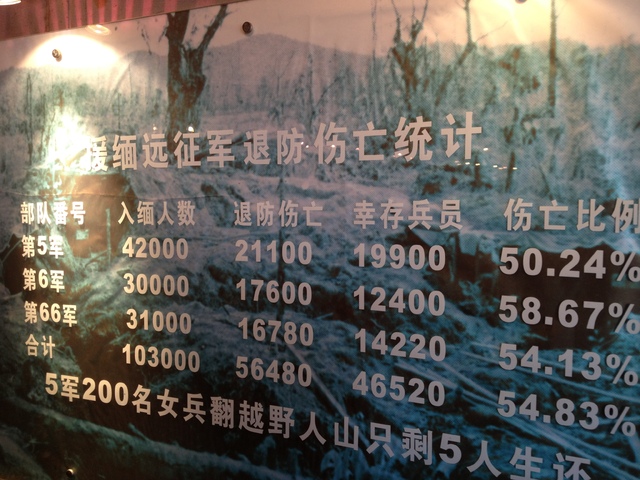 援缅远征军退防伤亡统计
部队番号 入缅人数 退防伤亡 幸存兵员 伤亡比例
第5军 42000 21100 19900 50.24%
第6军 30000 17600 12400 58.67%
第66军 31000 16780 14220 54.13%
合计 103000 56480 46520 54.83%
5军200名女兵翻越野人山只剩5人生还